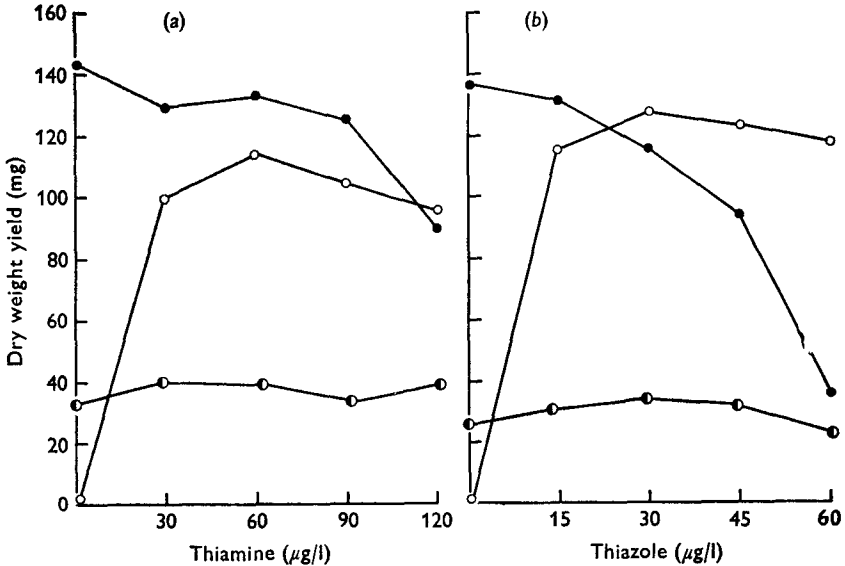 (a)
(b)
160
140
120
100
80
60
40
20
0
Dry weight yield (mg)
30 60 90 120
Thiamine (μg/l)
15 30 45 60
Thiazole (μg/l)